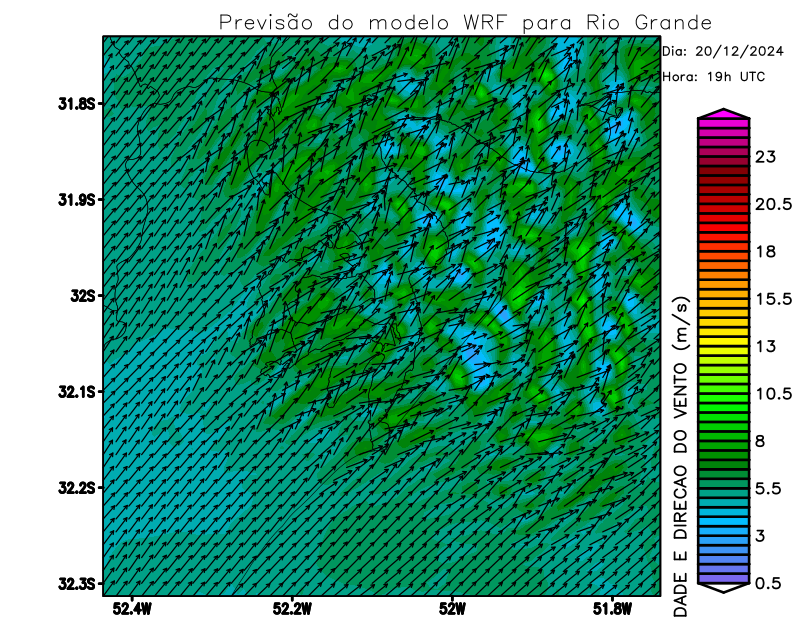 Previsão do modelo WRF para Rio Grande
Dia: 20/12/2024
Hora: 19h UTC
31.8S
31.9S
32S
32.1S
32.2S
32.3S
52.4W
52.2W
52W
51.8W
DADE E DIRECAO DO VENTO (m/s)
23
20.5
18
15.5
13
10.5
8
5.5
3
0.5